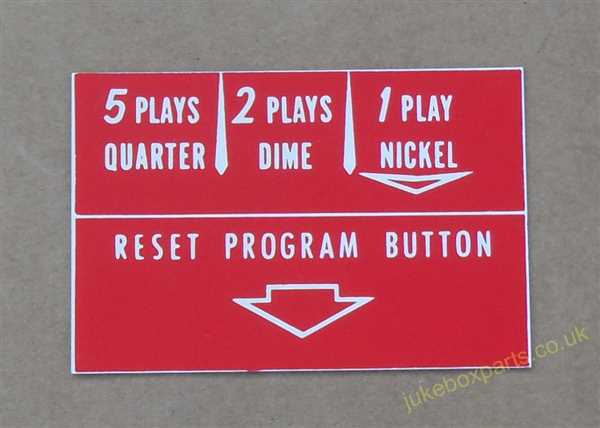 5 PLAYS 2 PLAYS 1 PLAY
QUARTER DIME NICKEL
RESET PROGRAM BUTTON
jukeboxparts.co.uk